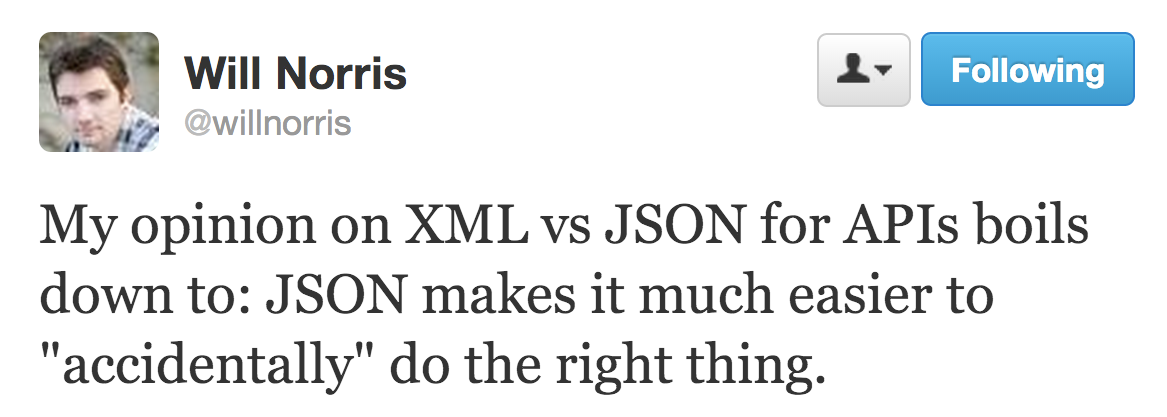 Will Norris
@willnorris
Following
My opinion on XML vs JSON for APIs boils
down to: JSON makes it much easier to
"accidentally" do the right thing.